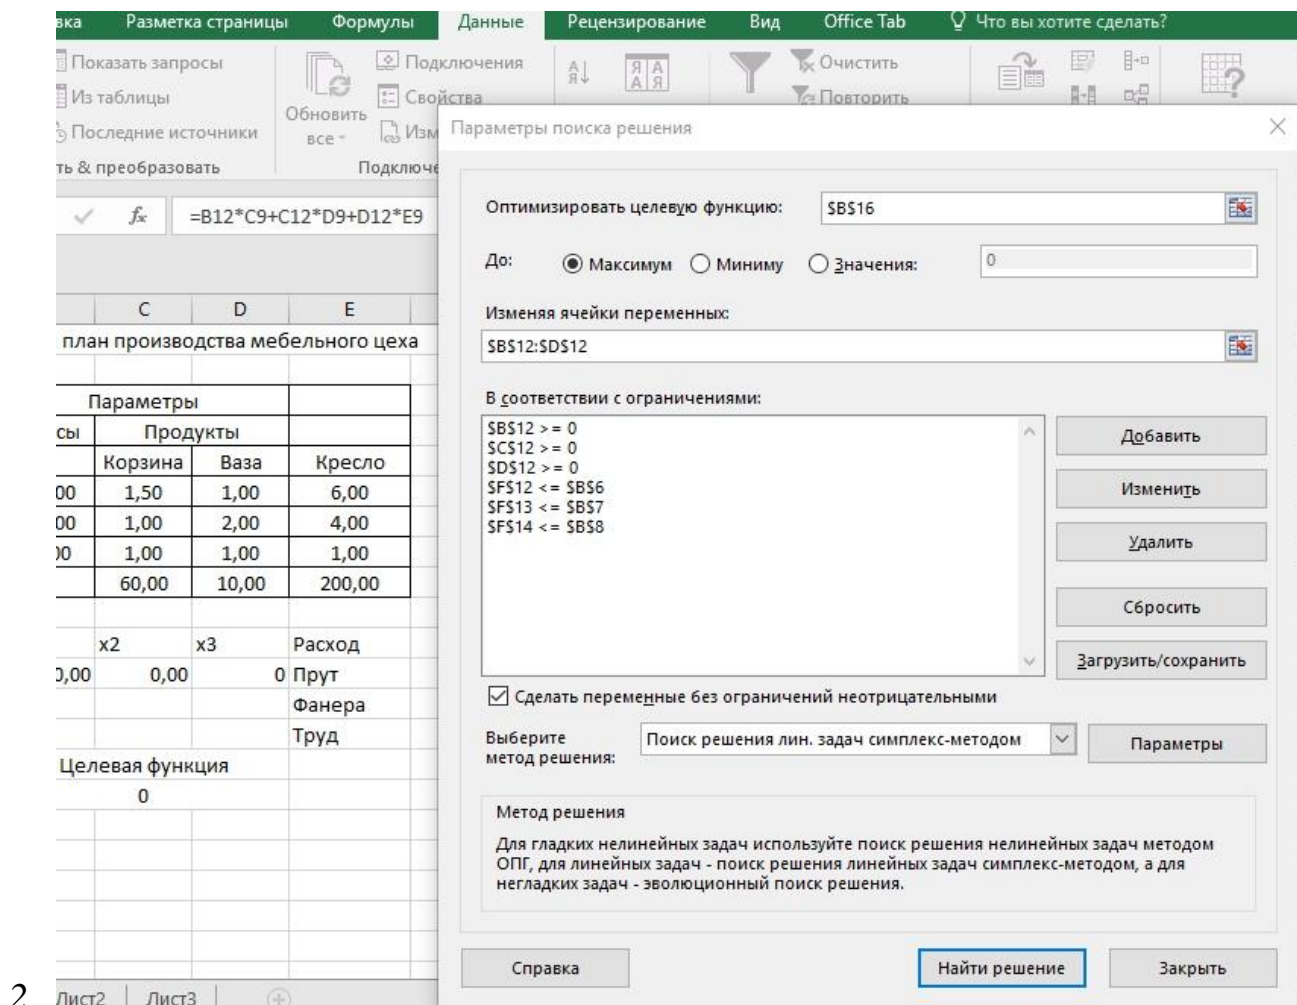 вка Разметка страницы Формулы Данные Рецензирование Вид Office Tab Что вы хотите сделать?
Показать запросы
Из таблицы
Последние источники
ть & преобразовать
Обновить
все
Подключения
Свойства
Изм
Подключе
Я А
А Я
Очистить
Повторить
fx =B12*C9+C12*D9+D12*E9
C D E
план производства мебельного цеха
Параметры
сы Продукты
Корзина Ваза Кресло
00 1,50 1,00 6,00
00 1,00 2,00 4,00
00 1,00 1,00 1,00
60,00 10,00 200,00
x2 x3 Расход
0,00 0,00 0 Прут
Фанера
Труд
Целевая функция
0
Лист2 Лист3
Параметры поиска решения
Оптимизировать целевую функцию: $B$16
До: Максимум Миниму Значения: 0
Изменяя ячейки переменных:
$B$12:$D$12
В соответствии с ограничениями:
$B$12 >= 0
$C$12 >= 0
$D$12 >= 0
$F$12 <= $B$6
$F$13 <= $B$7
$F$14 <= $B$8
Добавить
Изменить
Удалить
Сбросить
Загрузить/сохранить
Сделать переменные без ограничений неотрицательными
Выберите
метод решения:
Поиск решения лин. задач симплекс-методом
Параметры
Метод решения
Для гладких нелинейных задач используйте поиск решения нелинейных задач методом
ОПГ, для линейных задач - поиск решения линейных задач симплекс-методом, а для
негладких задач - эволюционный поиск решения.
Справка Найти решение Закрыть
2